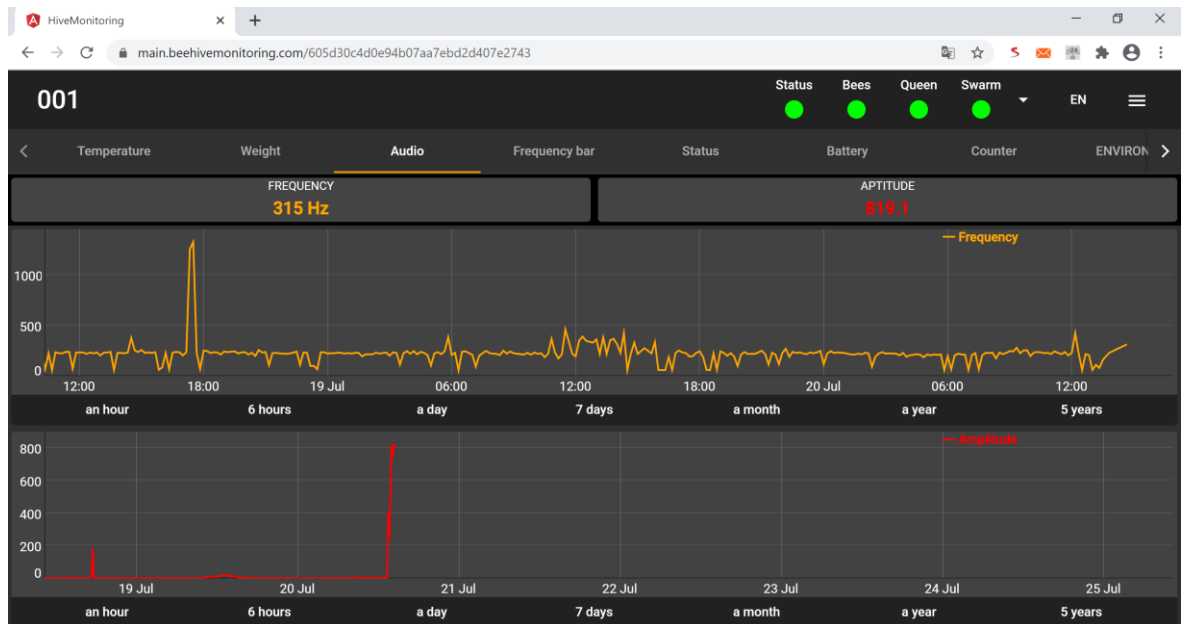 HiveMonitoring
main.beehivemonitoring.com/605d30c4d0e94b07aa7ebd2d407e2743
001
Status Bees Queen Swarm
EN
Temperature Weight Audio Frequency bar Status Battery Counter ENVIRON
FREQUENCY
315 Hz
APTITUDE
819.1
Frequency
1000
500
0
12:00 18:00 19 Jul 06:00 12:00 18:00 20 Jul 06:00 12:00
an hour 6 hours a day 7 days a month a year 5 years
Amplitude
800
600
400
200
0
19 Jul 20 Jul 21 Jul 22 Jul 23 Jul 24 Jul 25 Jul
an hour 6 hours a day 7 days a month a year 5 years